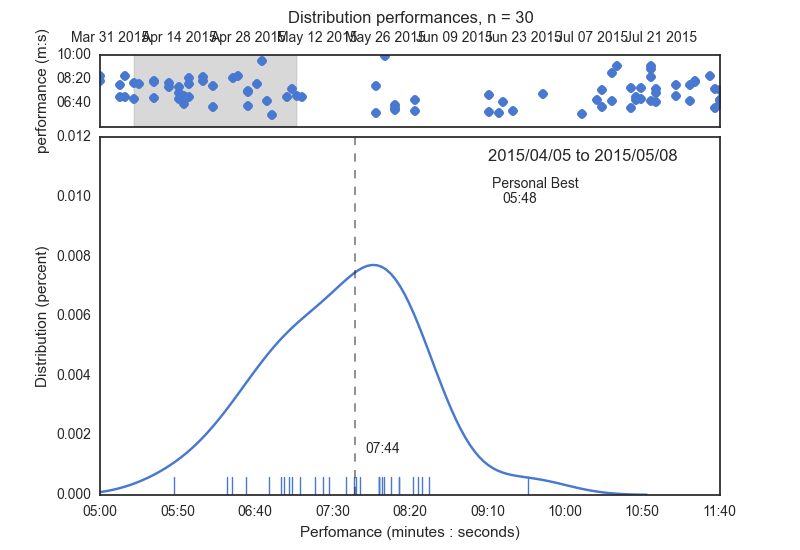 Distribution performances, n = 30
Mar 31 2015 Apr 14 2015 Apr 28 2015 May 12 2015 May 26 2015 Jun 09 2015 Jun 23 2015 Jul 07 2015 Jul 21 2015
performance (m:s)
10:00
08:20
06:40
0.012
0.010
0.008
0.006
0.004
0.002
0.000
Distribution (percent)
2015/04/05 to 2015/05/08
Personal Best
05:48
07:44
05:00 05:50 06:40 07:30 08:20 09:10 10:00 10:50 11:40
Perfomance (minutes : seconds)